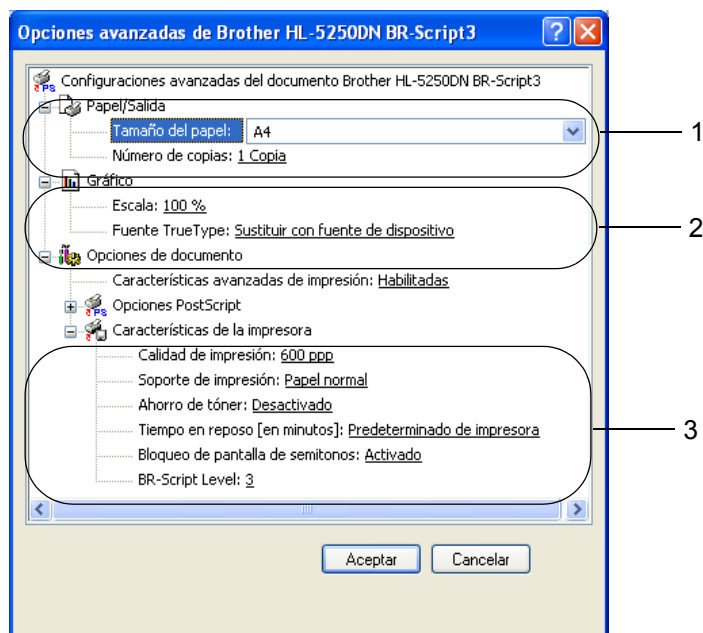 Opciones avanzadas de Brother HL-5250DN BR-Script3
Configuraciones avanzadas del documento Brother HL-5250DN BR-Script3
Papel/Salida
Tamaño del papel: A4
1
Número de copias: 1 Copia
Gráfico
Escala: 100 %
2
Fuente TrueType: Sustituir con fuente de dispositivo
Opciones de documento
Características avanzadas de impresión: Habilitadas
PS Opciones PostScript
Características de la impresora
Calidad de impresión: 600 ppp
Soporte de impresión: Papel normal
Ahorro de tóner: Desactivado
Tiempo en reposo [en minutos]: Predeterminado de impresora
3
Bloqueo de pantalla de semitonos: Activado
BR-Script Level: 3
Aceptar
Cancelar